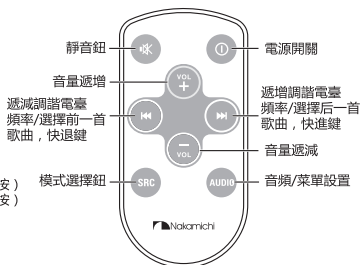 靜音鈕
電源開關
音量遞增
VOL
+
遞減調諧電臺
頻率/選擇前一首
歌曲，快退鍵
遞增調諧電臺
頻率/選擇后一首
歌曲，快進鍵
−
VOL
音量遞減
按）
按）
模式選擇鈕
SRC
AUDIO
音頻/菜單設置
Nakamichi